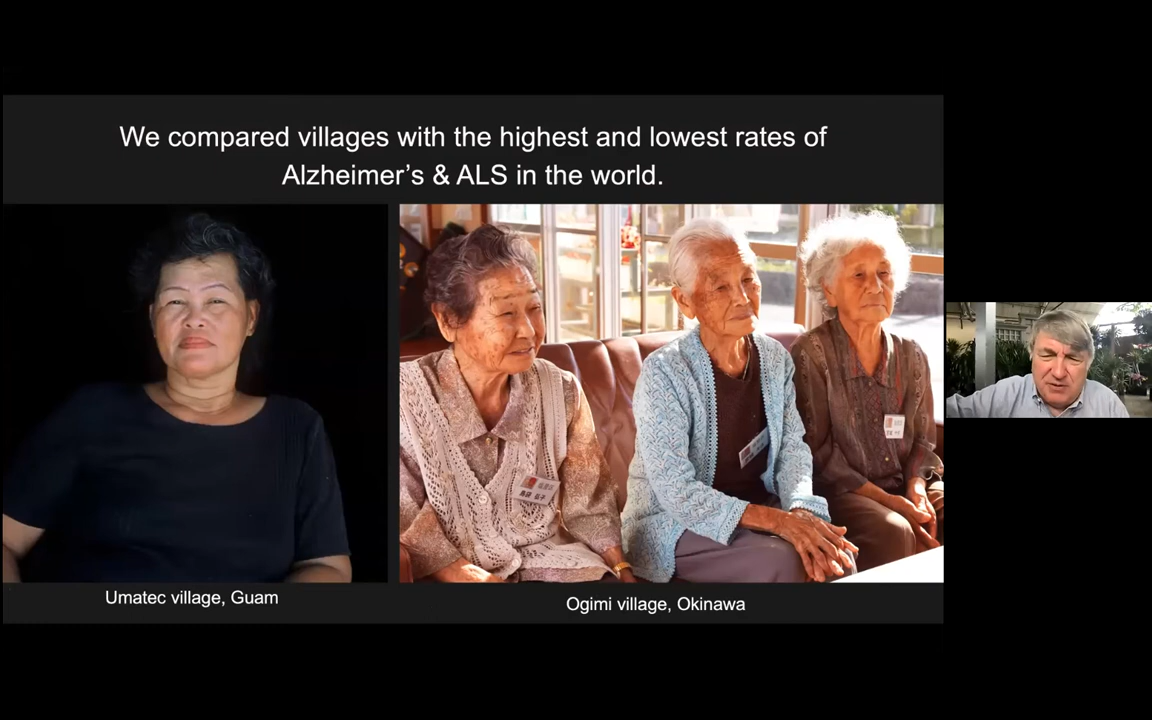 We compared villages with the highest and lowest rates of
Alzheimer's & ALS in the world.
Umatec village, Guam
Ogimi village, Okinawa